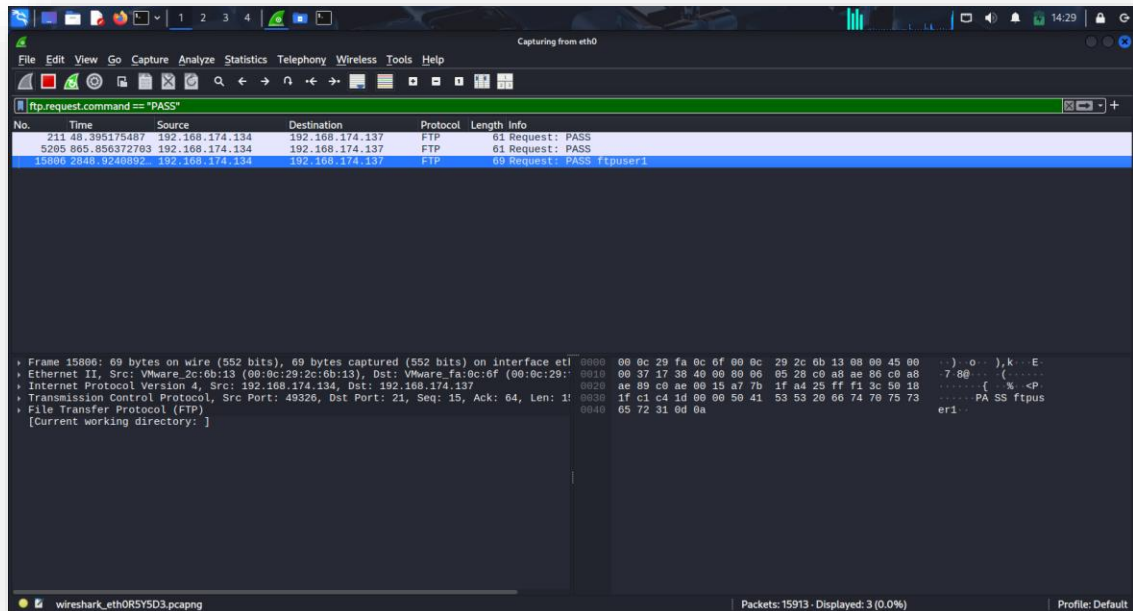 1 2 3 4 14:29
Capturing from eth0
File Edit View Go Capture Analyze Statistics Telephony Wireless Tools Help
ftp.request.command == "PASS"
No. Time Source Destination Protocol Length Info
211 48.395175487 192.168.174.134 192.168.174.137 FTP 61 Request: PASS
5205 865.856372703 192.168.174.134 192.168.174.137 FTP 61 Request: PASS
15806 2848.9240892… 192.168.174.134 192.168.174.137 FTP 69 Request: PASS ftpuser1
Frame 15806: 69 bytes on wire (552 bits), 69 bytes captured (552 bits) on interface etl
Ethernet II, Src: VMware_2c:6b:13 (00:0c:29:2c:6b:13), Dst: VMware_fa:0c:6f (00:0c:29:
Internet Protocol Version 4, Src: 192.168.174.134, Dst: 192.168.174.137
Transmission Control Protocol, Src Port: 49326, Dst Port: 21, Seq: 15, Ack: 64, Len: 1
File Transfer Protocol (FTP)
[Current working directory: ]
0000 00 0c 29 fa 0c 6f 00 0c 29 2c 6b 13 08 00 45 00 ··)··o·· ),k···E·
0010 00 37 17 38 40 00 80 06 05 28 c0 a8 ae 86 c0 a8 ·7·8@··· ·(······
0020 ae 89 c0 ae 00 15 a7 7b 1f a4 25 ff f1 3c 50 18 ·······{ ··%··<P·
0030 1f c1 c4 1d 00 00 50 41 53 53 20 66 74 70 75 73 ······PA SS ftpus
0040 65 72 31 0d 0a er1··
wireshark_eth0R5Y5D3.pcapng Packets: 15913 · Displayed: 3 (0.0%) Profile: Default